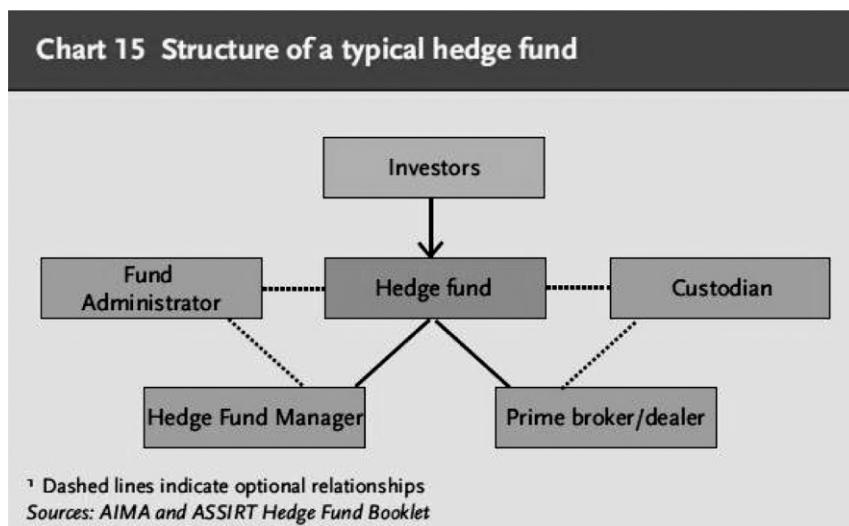 Chart 15 Structure of a typical hedge fund
Investors
Fund
Administrator
Hedge fund
Custodian
Hedge Fund Manager
Prime broker/dealer
¹ Dashed lines indicate optional relationships
Sources: AIMA and ASSIRT Hedge Fund Booklet